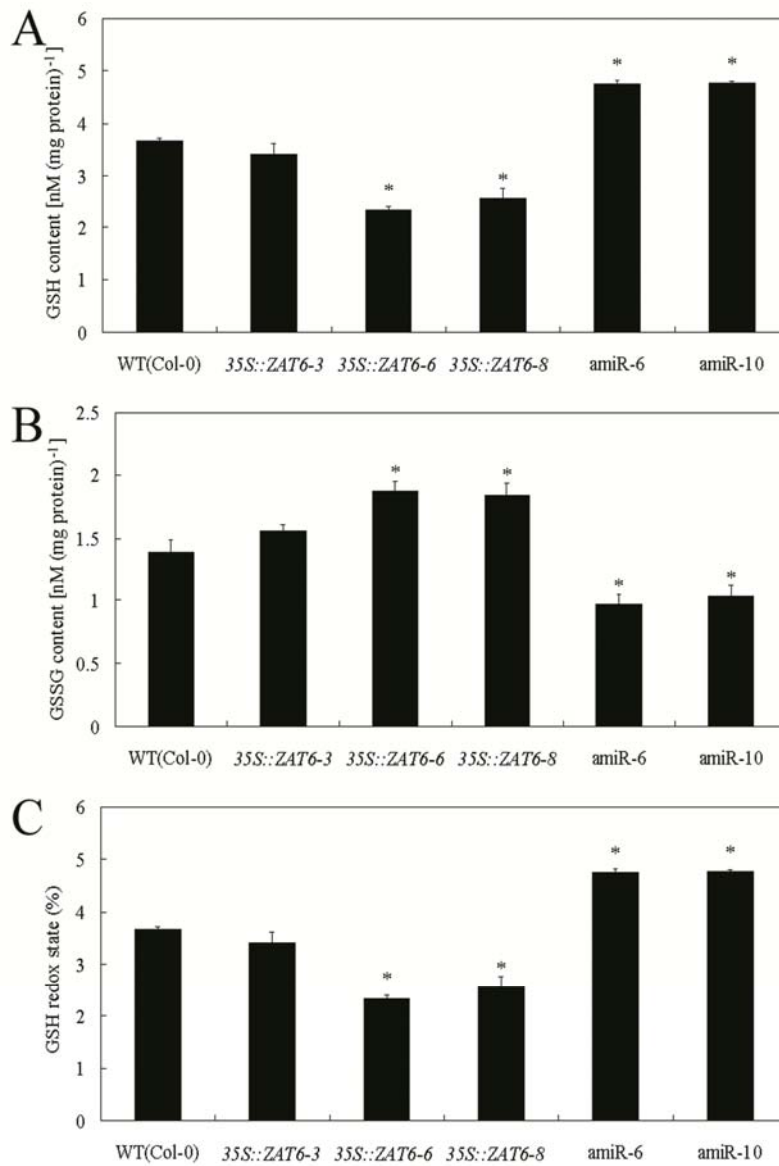 A
GSH content [nM (mg protein)⁻¹]
6
5
4
3
2
1
0
* * * *
WT(Col-0) 35S::ZAT6-3 35S::ZAT6-6 35S::ZAT6-8 amiR-6 amiR-10
B
GSSG content [nM (mg protein)⁻¹]
2.5
2
1.5
1
0.5
0
* * * *
WT(Col-0) 35S::ZAT6-3 35S::ZAT6-6 35S::ZAT6-8 amiR-6 amiR-10
C
GSH redox state (%)
6
5
4
3
2
1
0
* * * *
WT(Col-0) 35S::ZAT6-3 35S::ZAT6-6 35S::ZAT6-8 amiR-6 amiR-10